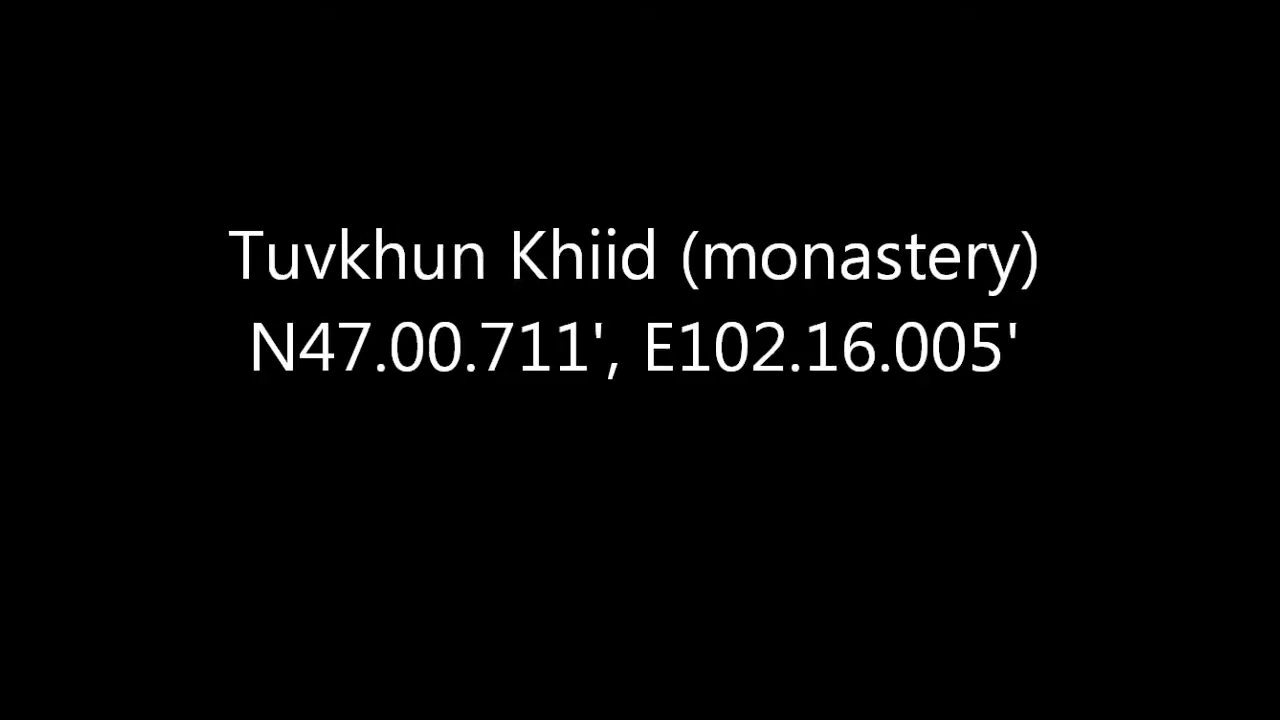 Tuvkhun Khiid (monastery)
N47.00.711', E102.16.005'